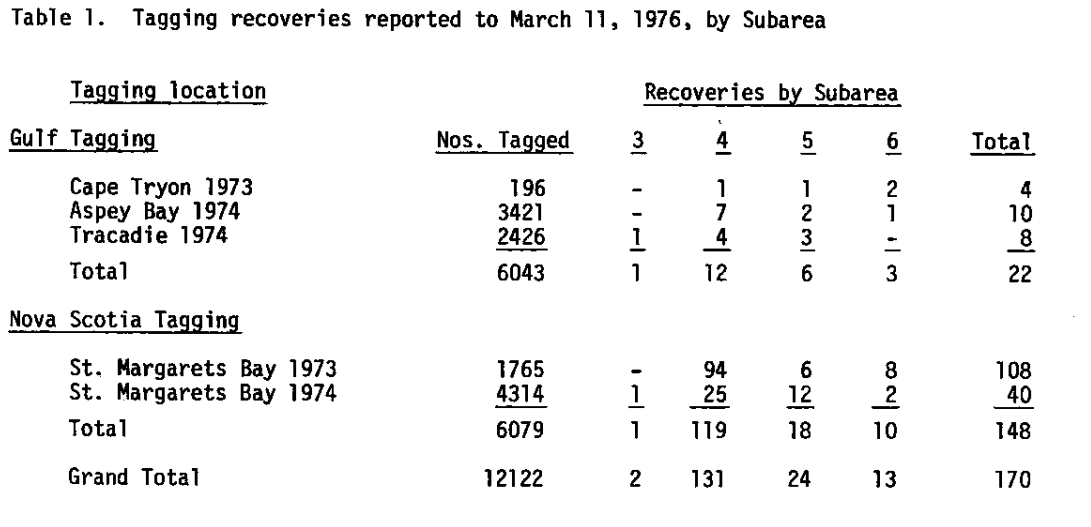 Table 1. Tagging recoveries reported to March 11, 1976, by Subarea
Tagging location Recoveries by Subarea
Gulf Tagging Nos. Tagged 3 4 5 6 Total
Cape Tryon 1973 196 - 1 1 2 4
Aspey Bay 1974 3421 - 7 2 1 10
Tracadie 1974 2426 1 4 3 - 8
Total 6043 1 12 6 3 22
Nova Scotia Tagging
St. Margarets Bay 1973 1765 - 94 6 8 108
St. Margarets Bay 1974 4314 1 25 12 2 40
Total 6079 1 119 18 10 148
Grand Total 12122 2 131 24 13 170